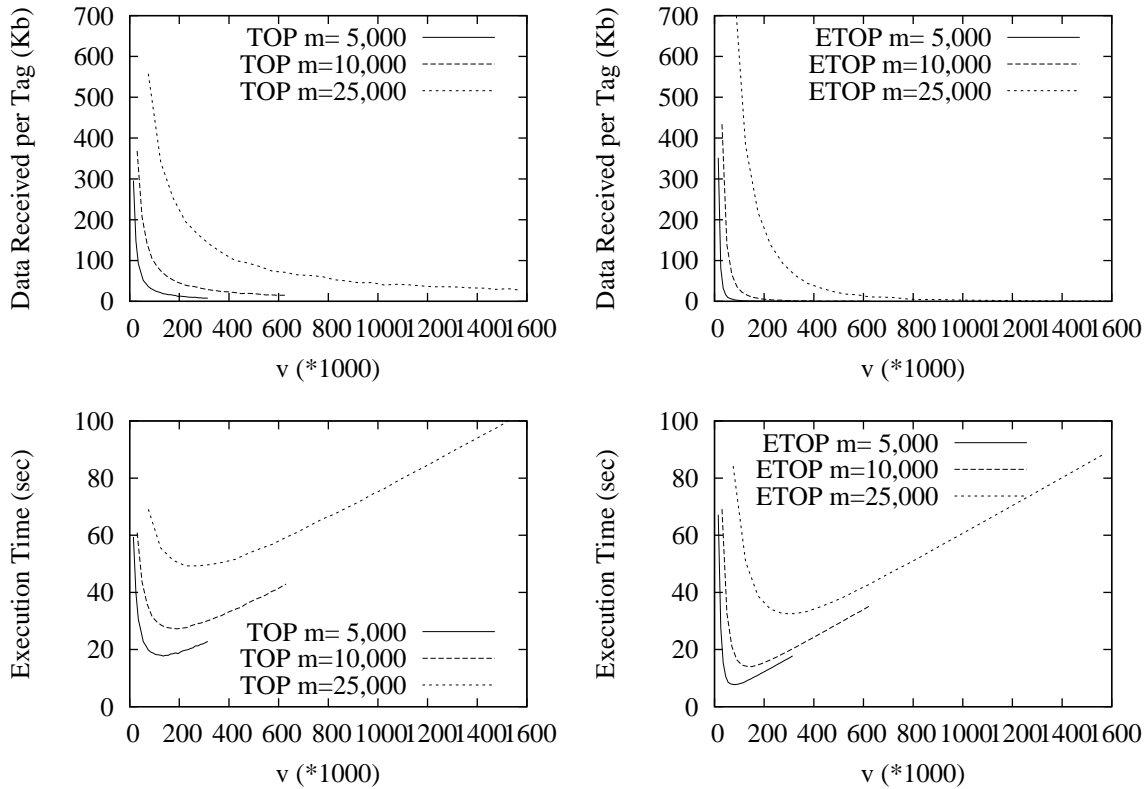 Data Received per Tag (Kb)
700
600
500
400
300
200
100
0
TOP m= 5,000
TOP m=10,000
TOP m=25,000
0 200 400 600 800 1000 1200 1400 1600
v (*1000)
Data Received per Tag (Kb)
700
600
500
400
300
200
100
0
ETOP m= 5,000
ETOP m=10,000
ETOP m=25,000
0 200 400 600 800 1000 1200 1400 1600
v (*1000)
Execution Time (sec)
100
80
60
40
20
0
TOP m= 5,000
TOP m=10,000
TOP m=25,000
0 200 400 600 800 1000 1200 1400 1600
v (*1000)
Execution Time (sec)
100
80
60
40
20
0
ETOP m= 5,000
ETOP m=10,000
ETOP m=25,000
0 200 400 600 800 1000 1200 1400 1600
v (*1000)